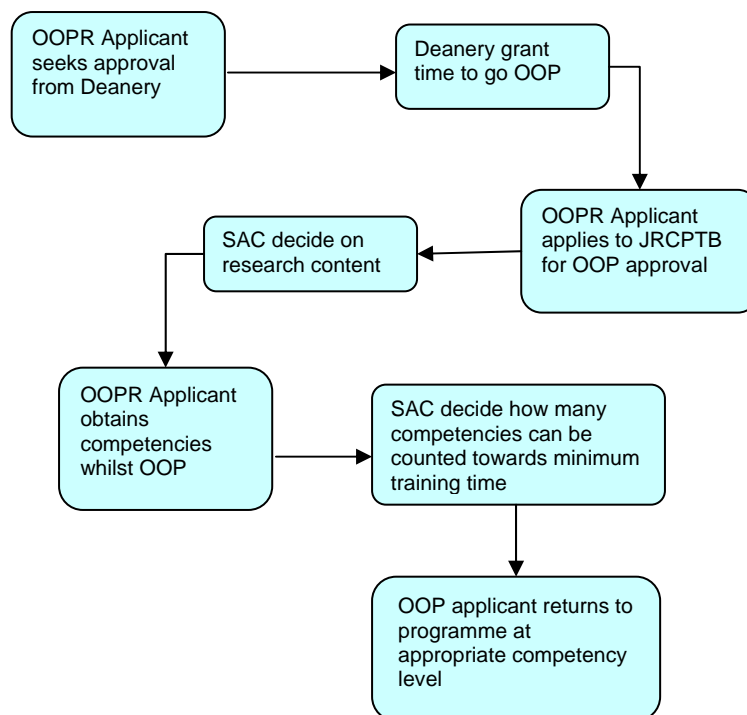 OOPR Applicant
seeks approval
from Deanery
Deanery grant
time to go OOP
OOPR Applicant
applies to JRCPTB
for OOP approval
SAC decide on
research content
OOPR Applicant
obtains
competencies
whilst OOP
SAC decide how many
competencies can be
counted towards minimum
training time
OOP applicant returns to
programme at
appropriate competency
level